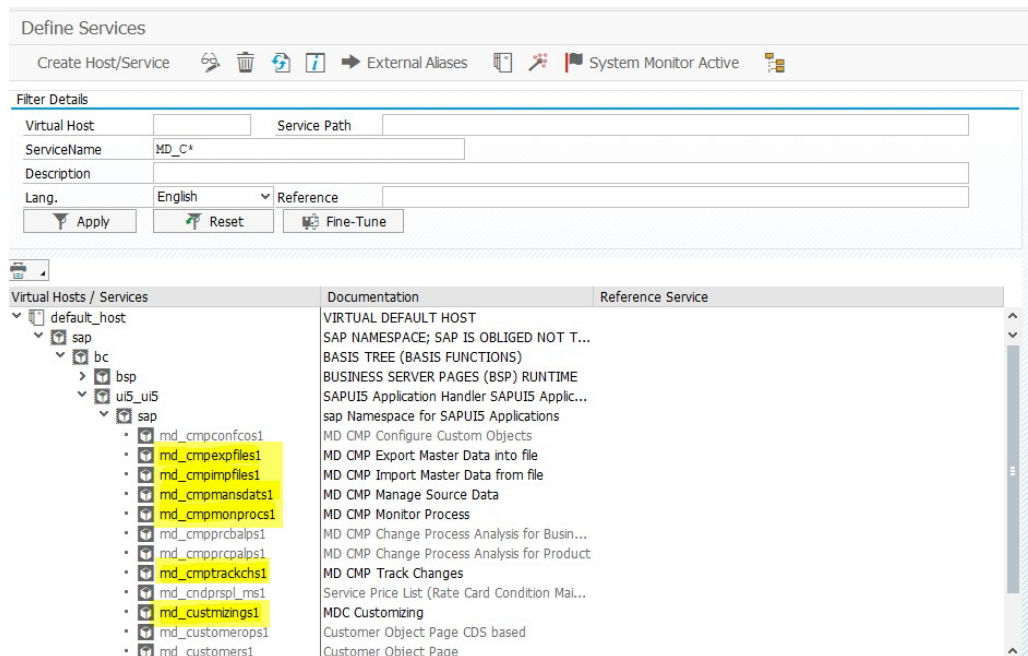 Define Services
Create Host/Service External Aliases System Monitor Active
Filter Details
Virtual Host Service Path
ServiceName MD_C*
Description
Lang. English Reference
Apply Reset Fine-Tune
Virtual Hosts / Services Documentation Reference Service
default_host VIRTUAL DEFAULT HOST
sap SAP NAMESPACE; SAP IS OBLIGED NOT T...
bc BASIS TREE (BASIS FUNCTIONS)
bsp BUSINESS SERVER PAGES (BSP) RUNTIME
ui5_ui5 SAPUI5 Application Handler SAPUI5 Applic...
sap sap Namespace for SAPUI5 Applications
md_cmpconfcos1 MD CMP Configure Custom Objects
md_cmpexpfiles1 MD CMP Export Master Data into file
md_cmpimpfiles1 MD CMP Import Master Data from file
md_cmpmansdats1 MD CMP Manage Source Data
md_cmpmonprocs1 MD CMP Monitor Process
md_cmpprcbalps1 MD CMP Change Process Analysis for Busin...
md_cmpprcpalps1 MD CMP Change Process Analysis for Product
md_cmptrackchs1 MD CMP Track Changes
md_cndprspl_ms1 Service Price List (Rate Card Condition Mai...
md_custmizings1 MDC Customizing
md_customerops1 Customer Object Page CDS based
md_customers1 Customer Object Page